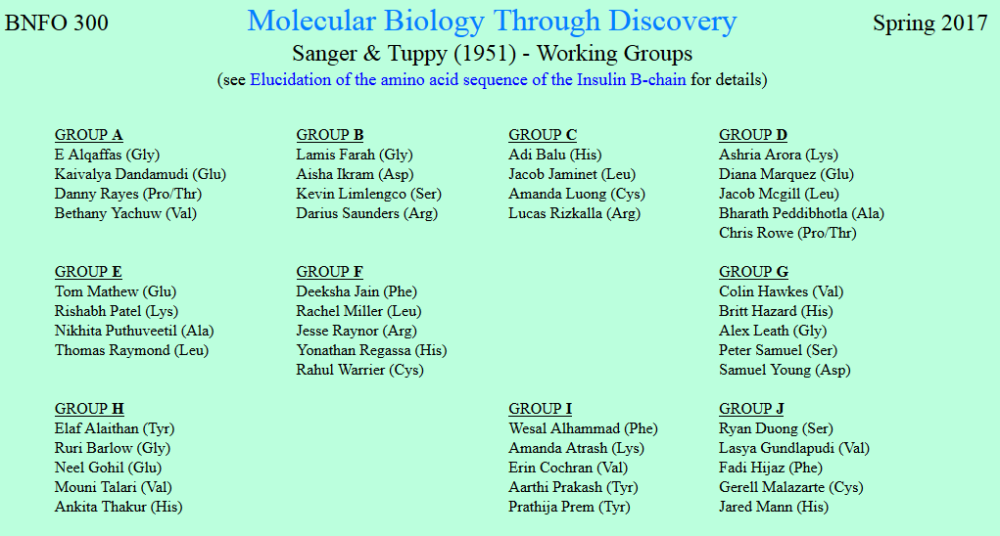 BNFO 300 Molecular Biology Through Discovery Spring 2017
Sanger & Tuppy (1951) - Working Groups
(see Elucidation of the amino acid sequence of the Insulin B-chain for details)
GROUP A
E Alqaffas (Gly)
Kaivalya Dandamudi (Glu)
Danny Rayes (Pro/Thr)
Bethany Yachuw (Val)
GROUP B
Lamis Farah (Gly)
Aisha Ikram (Asp)
Kevin Limlengco (Ser)
Darius Saunders (Arg)
GROUP C
Adi Balu (His)
Jacob Jaminet (Leu)
Amanda Luong (Cys)
Lucas Rizkalla (Arg)
GROUP D
Ashria Arora (Lys)
Diana Marquez (Glu)
Jacob Mcgill (Leu)
Bharath Peddibhotla (Ala)
Chris Rowe (Pro/Thr)
GROUP E
Tom Mathew (Glu)
Rishabh Patel (Lys)
Nikhita Puthuveetil (Ala)
Thomas Raymond (Leu)
GROUP F
Deeksha Jain (Phe)
Rachel Miller (Leu)
Jesse Raynor (Arg)
Yonathan Regassa (His)
Rahul Warrier (Cys)
GROUP G
Colin Hawkes (Val)
Britt Hazard (His)
Alex Leath (Gly)
Peter Samuel (Ser)
Samuel Young (Asp)
GROUP H
Elaf Alaithan (Tyr)
Ruri Barlow (Gly)
Neel Gohil (Glu)
Mouni Talari (Val)
Ankita Thakur (His)
GROUP I
Wesal Alhammad (Phe)
Amanda Atrash (Lys)
Erin Cochran (Val)
Aarthi Prakash (Tyr)
Prathija Prem (Tyr)
GROUP J
Ryan Duong (Ser)
Lasya Gundlapudi (Val)
Fadi Hijaz (Phe)
Gerell Malazarte (Cys)
Jared Mann (His)